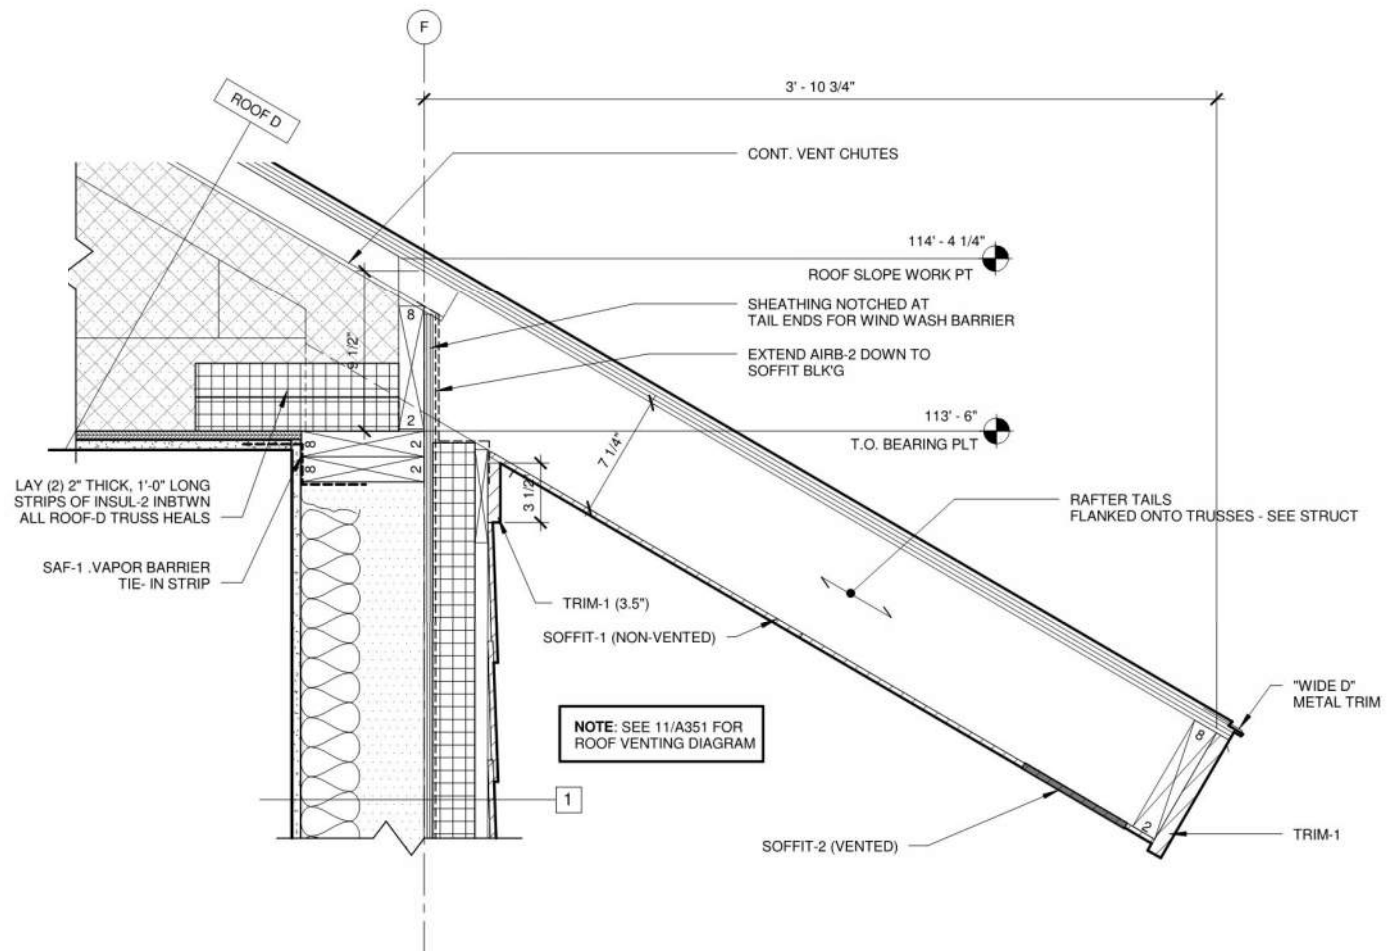 F
3' - 10 3/4"
ROOF D
CONT. VENT CHUTES
114' - 4 1/4"
ROOF SLOPE WORK PT
SHEATHING NOTCHED AT
TAIL ENDS FOR WIND WASH BARRIER
8
9 1/2"
EXTEND AIRB-2 DOWN TO
SOFFIT BLK'G
113' - 6"
T.O. BEARING PLT
2
8
2
8
2
7 1/4"
3 1/2"
LAY (2) 2" THICK, 1'-0" LONG
STRIPS OF INSUL-2 INBTWN
ALL ROOF-D TRUSS HEALS
RAFTER TAILS
FLANKED ONTO TRUSSES - SEE STRUCT
SAF-1 .VAPOR BARRIER
TIE- IN STRIP
TRIM-1 (3.5")
SOFFIT-1 (NON-VENTED)
"WIDE D"
METAL TRIM
NOTE: SEE 11/A351 FOR
ROOF VENTING DIAGRAM
8
1
2
SOFFIT-2 (VENTED)
TRIM-1